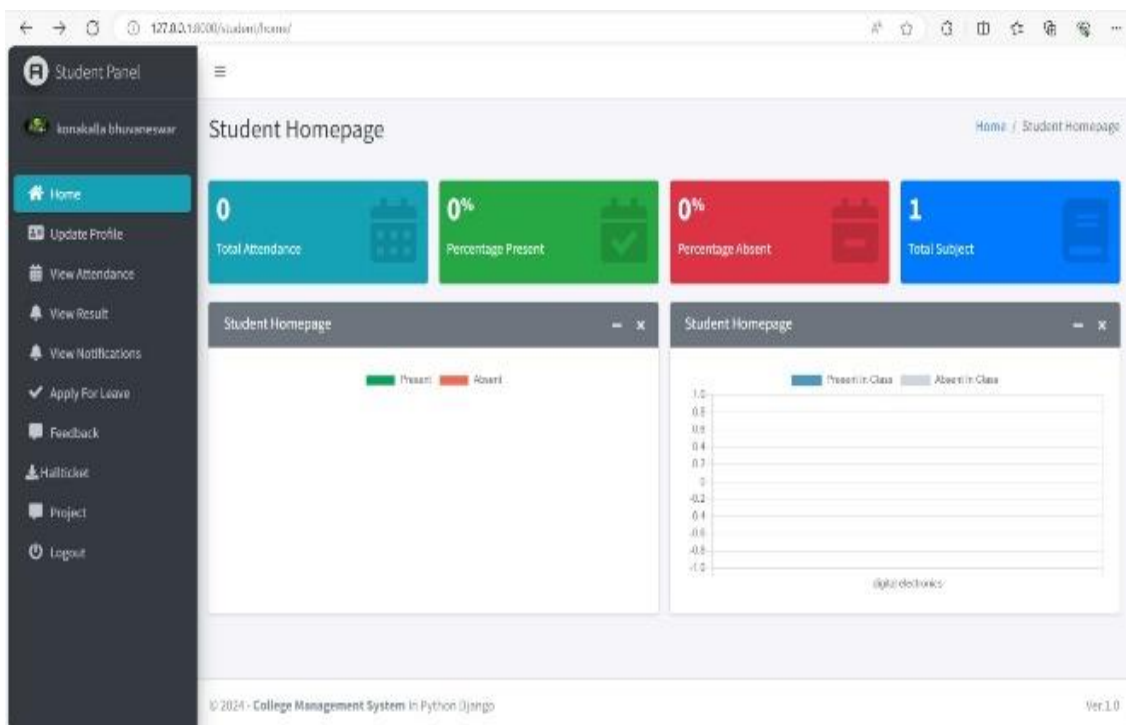 127.0.0.1:8000/student/home/
Student Panel
konakalla bhuvaneswar
Home
Update Profile
View Attendance
View Result
View Notifications
Apply For Leave
Feedback
Hallticket
Project
Logout
Student Homepage
Home / Student Homepage
0
Total Attendance
0%
Percentage Present
0%
Percentage Absent
1
Total Subject
Student Homepage
Present Absent
Student Homepage
Present in Class Absent in Class
1.0
0.8
0.6
0.4
0.2
0
-0.2
-0.4
-0.6
-0.8
-1.0
digital electronics
© 2024 - College Management System in Python Django
Ver.1.0